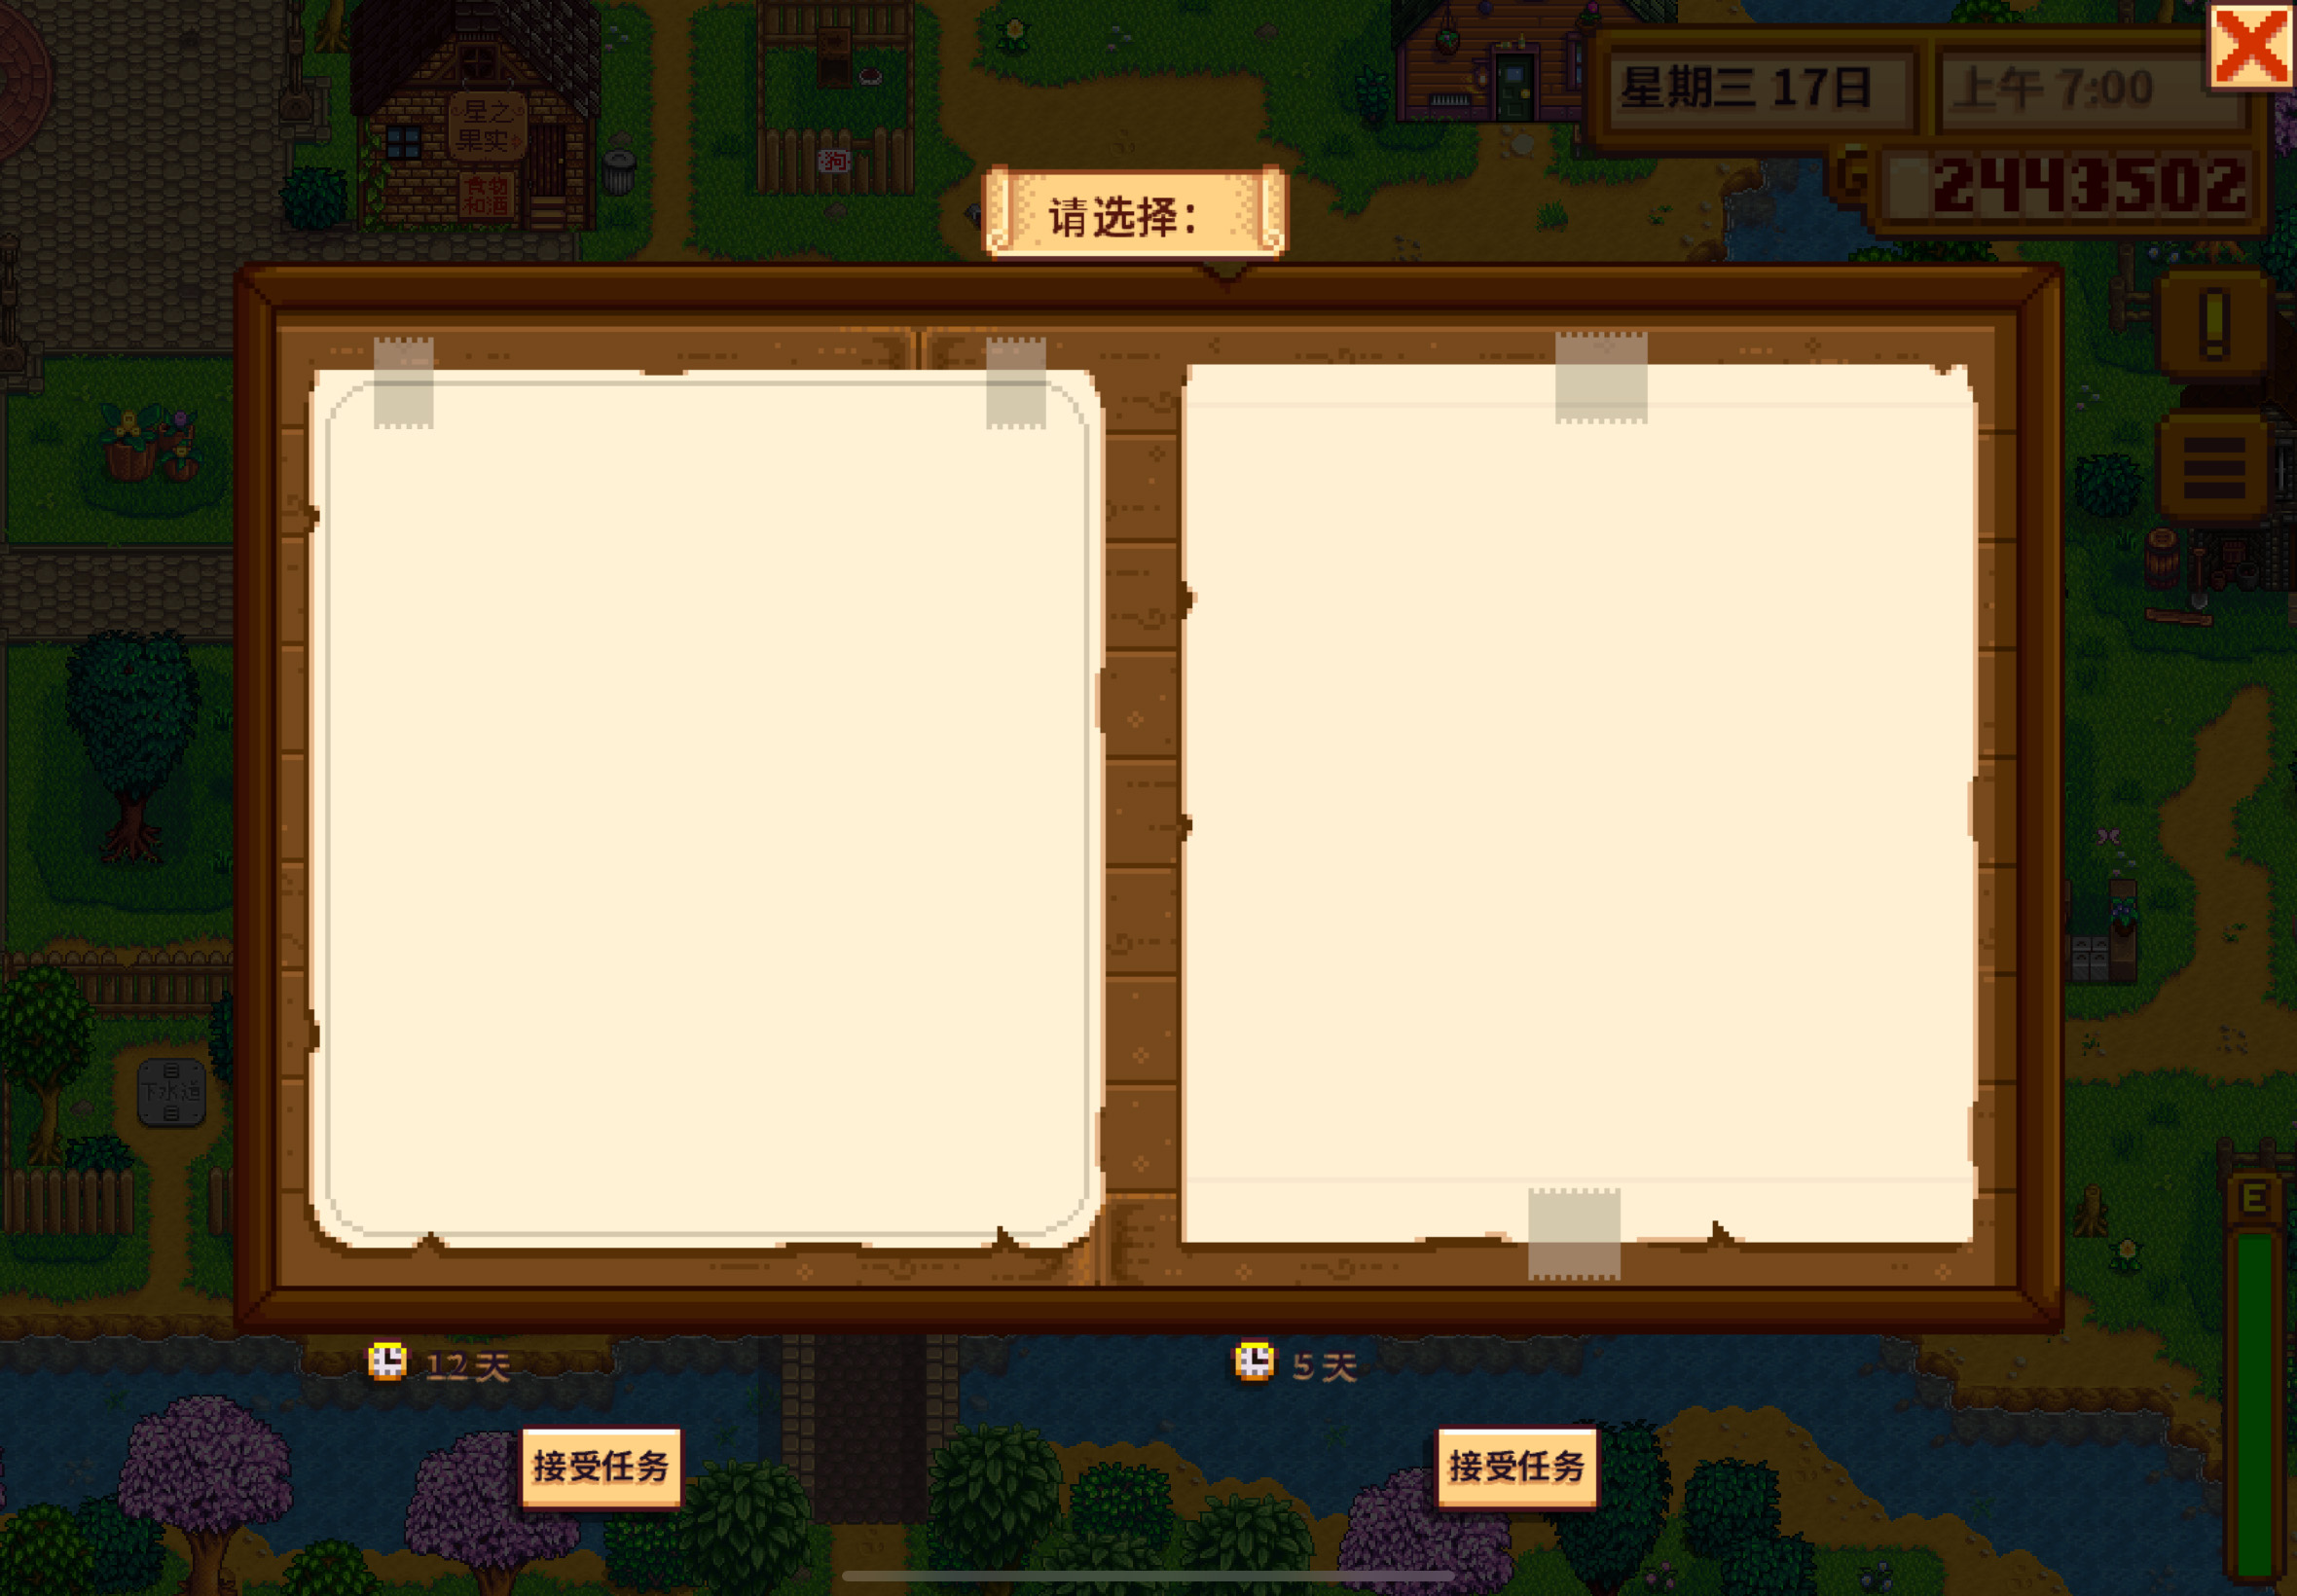 星之
果实
食物
和酒
狗
星期三 17日
上午 7:00
G
2443502
请选择：
下水道
E
12 天
5 天
接受任务
接受任务